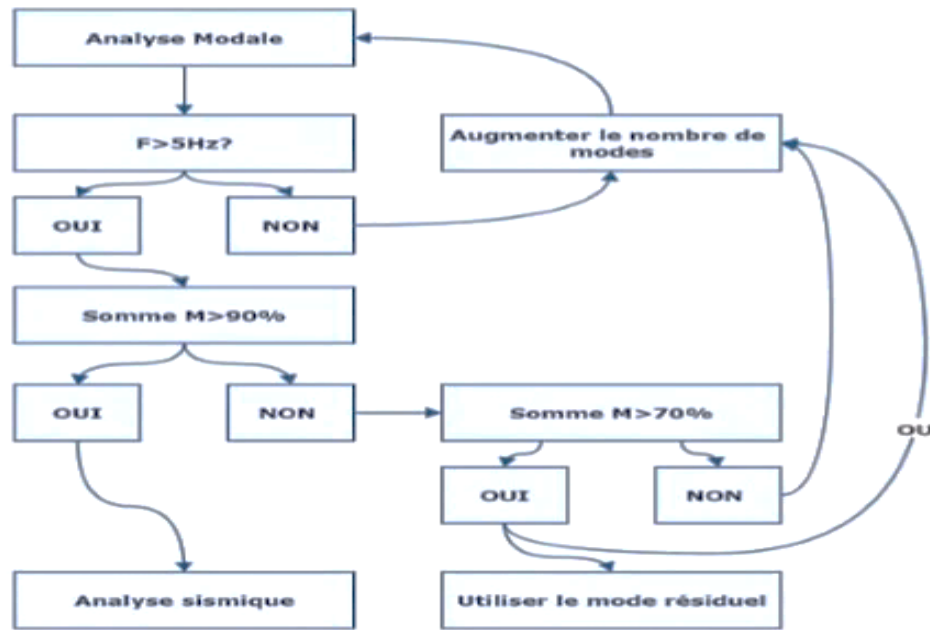 Analyse Modale
F>5Hz?
Augmenter le nombre de
modes
OUI
NON
Somme M>90%
OUI
NON
Somme M>70%
OU
OUI
NON
Analyse sismique
Utiliser le mode résiduel